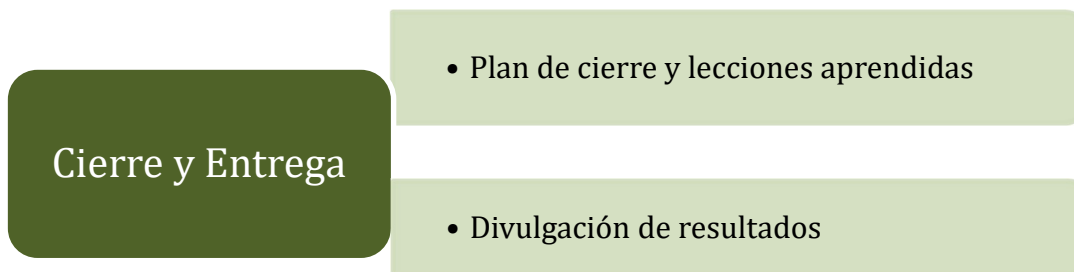 Cierre y Entrega
• Plan de cierre y lecciones aprendidas
• Divulgación de resultados